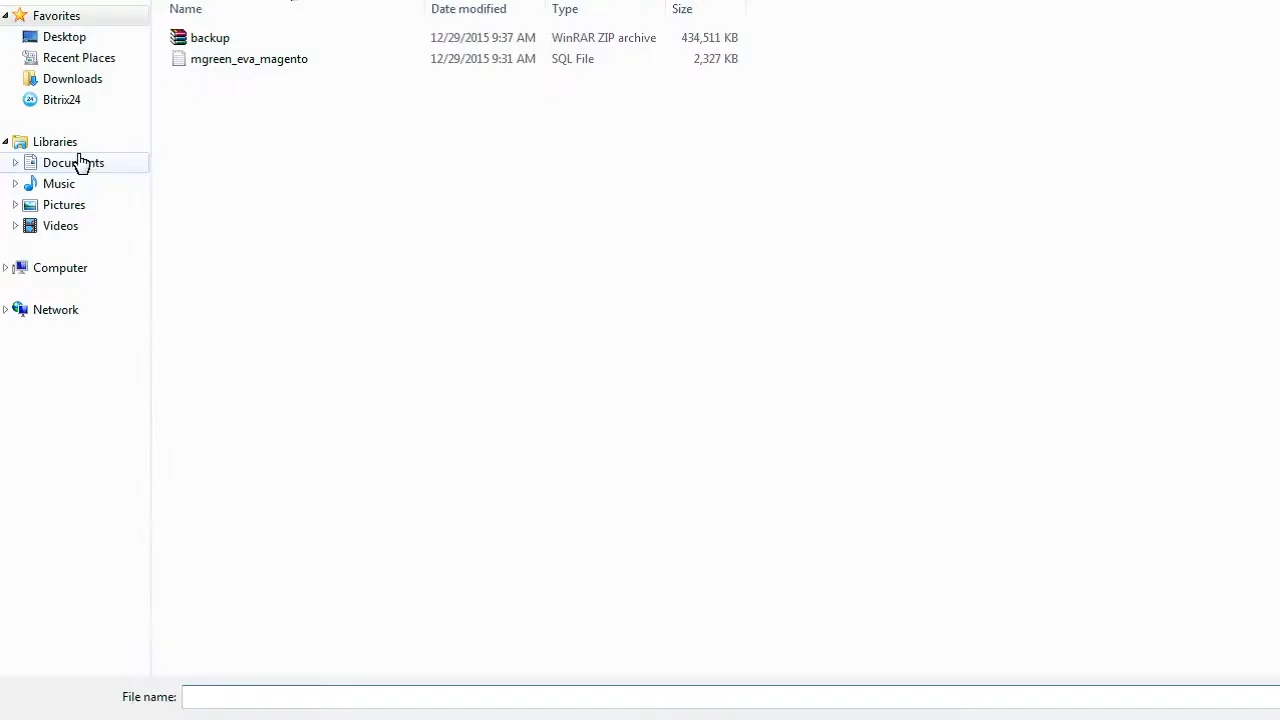 Favorites
Desktop
Recent Places
Downloads
Bitrix24
Libraries
Documents
Music
Pictures
Videos
Computer
Network
Name Date modified Type Size
backup 12/29/2015 9:37 AM WinRAR ZIP archive 434,511 KB
mgreen_eva_magento 12/29/2015 9:31 AM SQL File 2,327 KB
File name: